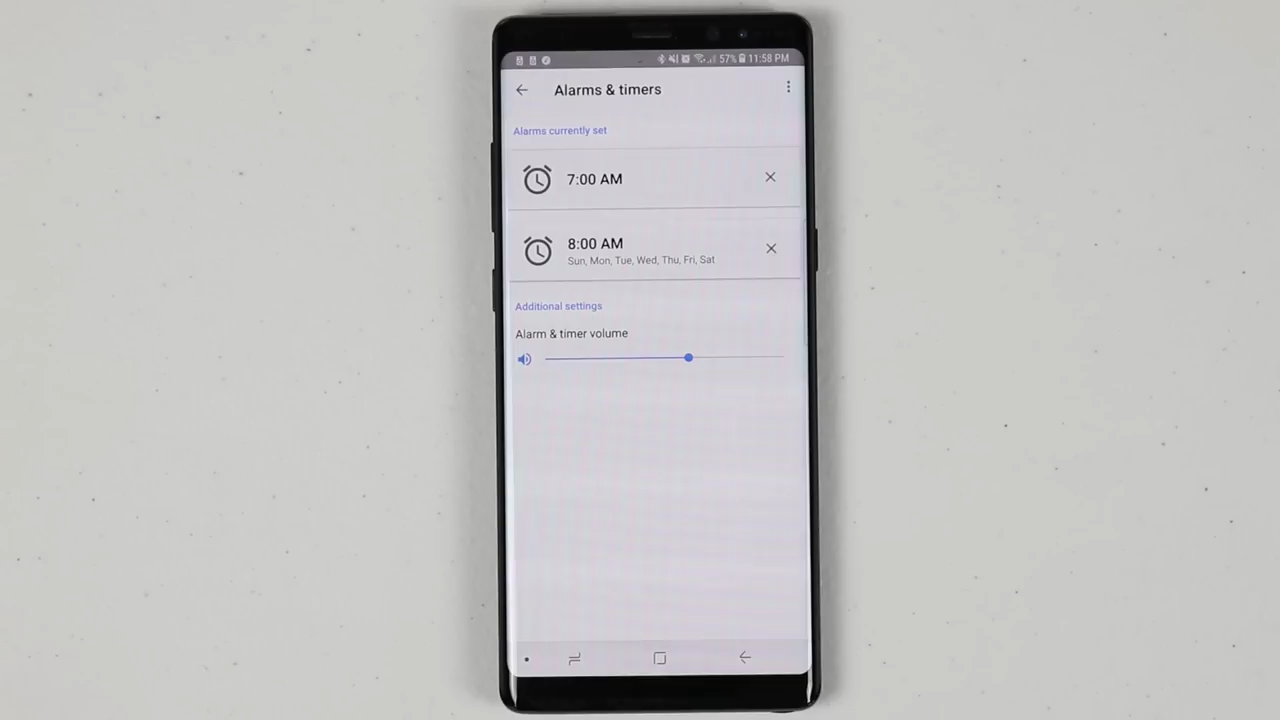 57% 11:58 PM
Alarms & timers
Alarms currently set
7:00 AM
8:00 AM
Sun, Mon, Tue, Wed, Thu, Fri, Sat
Additional settings
Alarm & timer volume